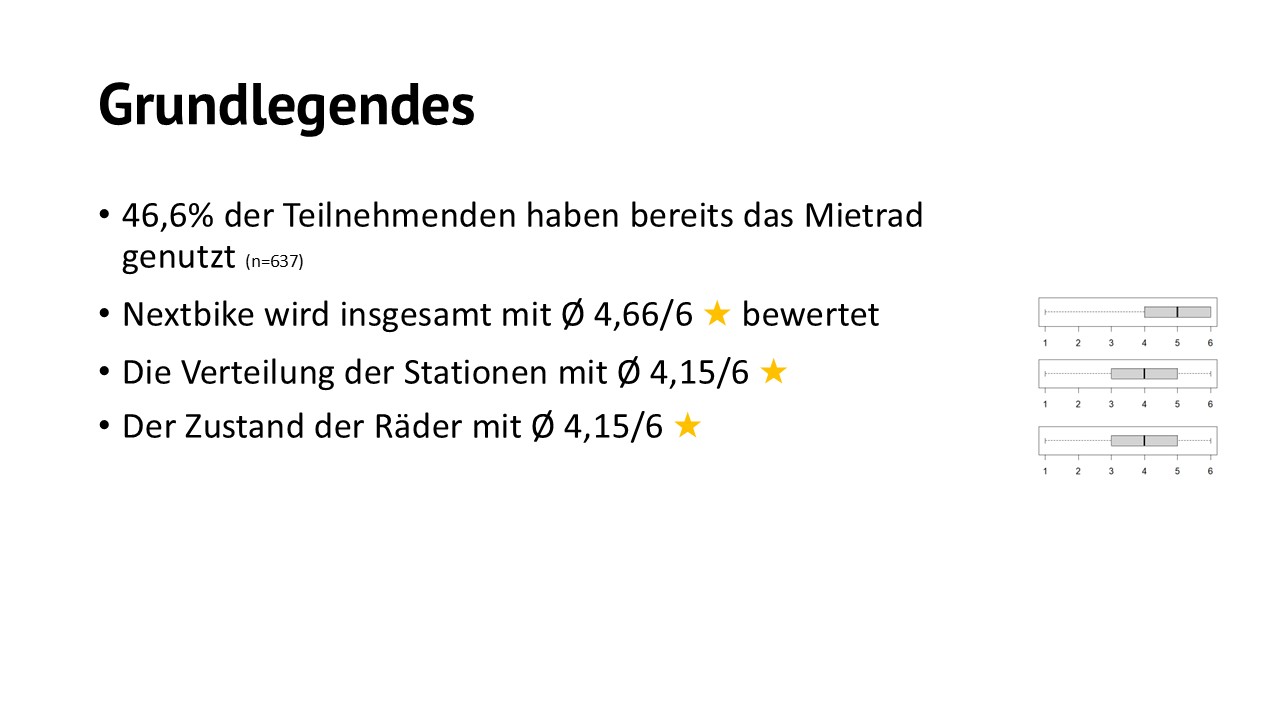 Grundlegendes
• 46,6% der Teilnehmenden haben bereits das Mietrad
genutzt (n=637)
• Nextbike wird insgesamt mit Ø 4,66/6 ★ bewertet
• Die Verteilung der Stationen mit Ø 4,15/6 ★
• Der Zustand der Räder mit Ø 4,15/6 ★
1 2 3 4 5 6
1 2 3 4 5 6
1 2 3 4 5 6